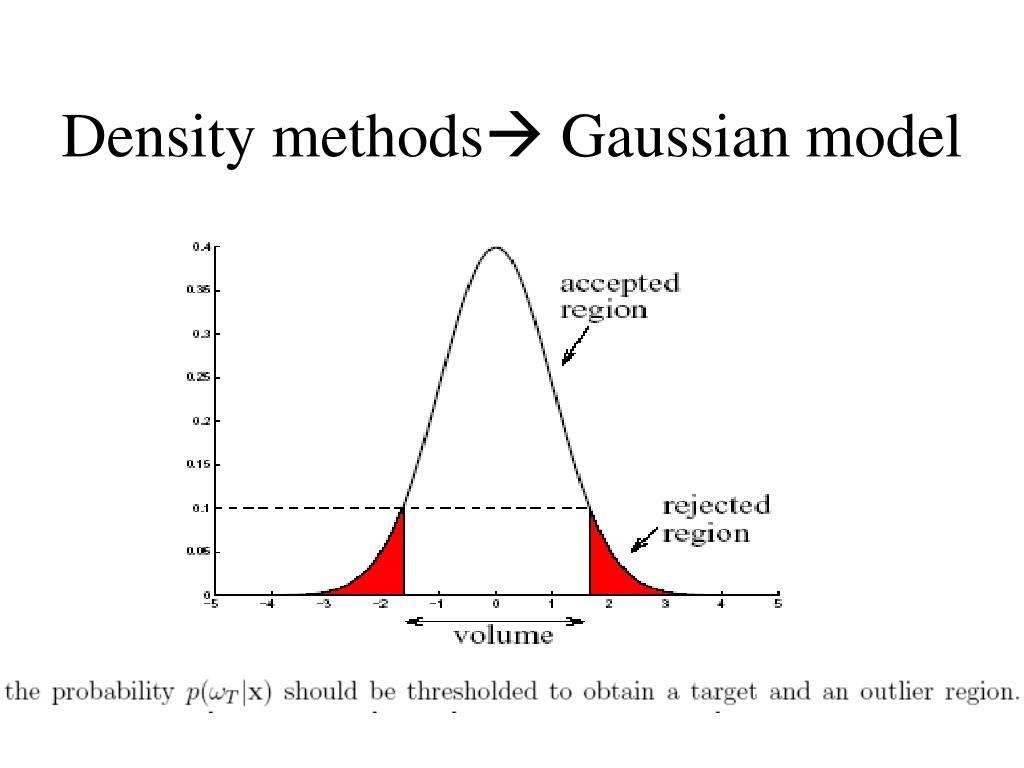 Density methods→ Gaussian model
0.4
accepted
0.35
region
0.3
0.25
0.2
0.15
0.1
rejected
region
0.05
0
−5 −4 −3 −2 −1 0 1 2 3 4 5
volume
the probability p(ω_T|x) should be thresholded to obtain a target and an outlier region.